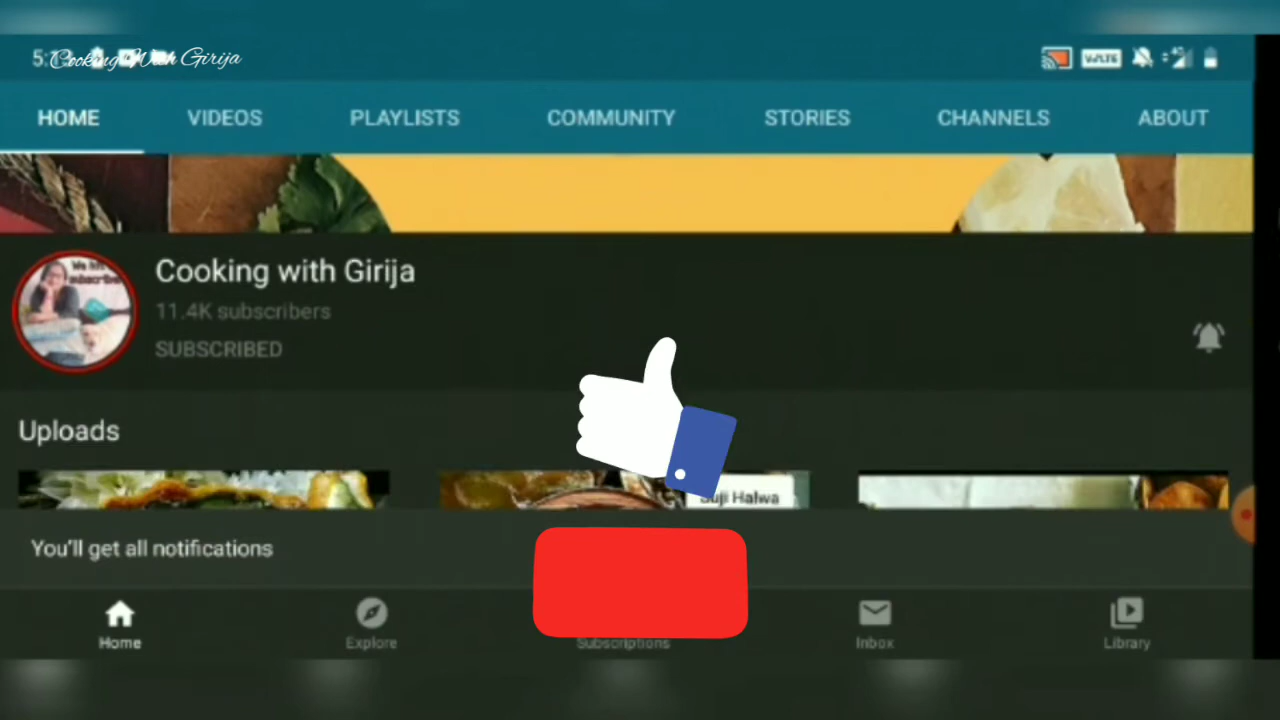 Cooking With Girija
VoLTE
HOME VIDEOS PLAYLISTS COMMUNITY STORIES CHANNELS ABOUT
Cooking with Girija
11.4K subscribers
SUBSCRIBED
Uploads
Suji Halwa
You'll get all notifications
Home Explore Subscriptions Inbox Library